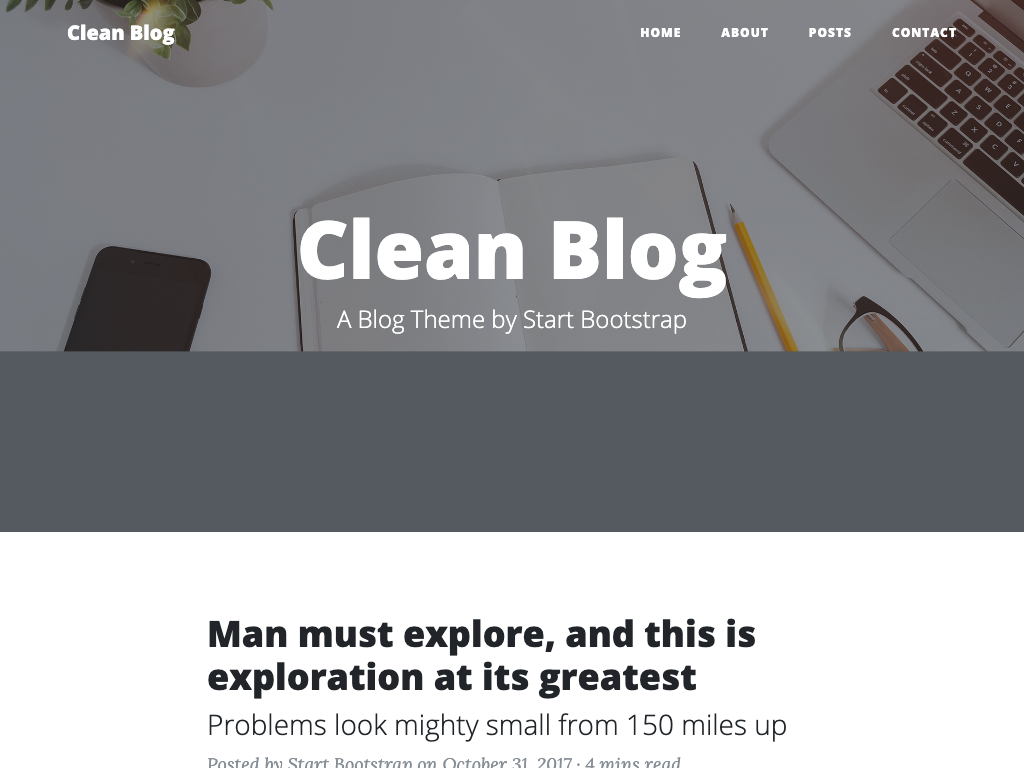 Clean Blog
HOME ABOUT POSTS CONTACT
Clean Blog
A Blog Theme by Start Bootstrap
Man must explore, and this is
exploration at its greatest
Problems look mighty small from 150 miles up
Posted by Start Bootstrap on October 31, 2017 · 4 mins read